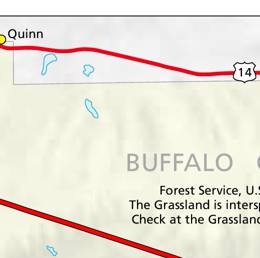 Quinn
14
BUFFALO
Forest Service, U.S
The Grassland is inters
Check at the Grassland